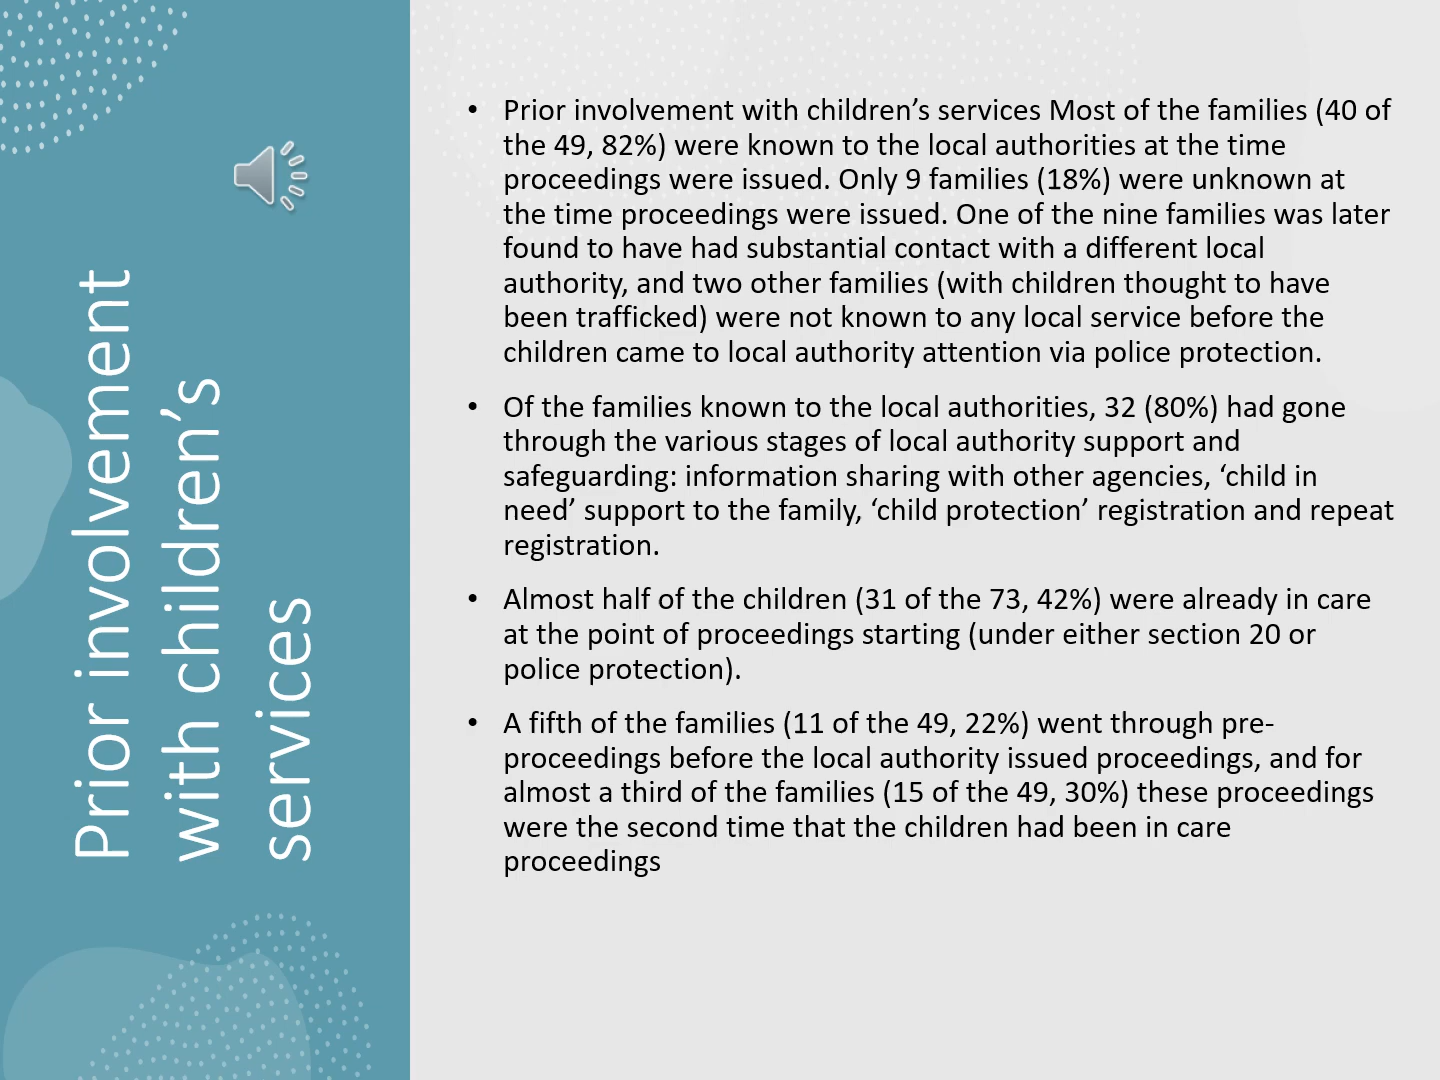 Prior involvement
with children’s
services
• Prior involvement with children’s services Most of the families (40 of
the 49, 82%) were known to the local authorities at the time
proceedings were issued. Only 9 families (18%) were unknown at
the time proceedings were issued. One of the nine families was later
found to have had substantial contact with a different local
authority, and two other families (with children thought to have
been trafficked) were not known to any local service before the
children came to local authority attention via police protection.
• Of the families known to the local authorities, 32 (80%) had gone
through the various stages of local authority support and
safeguarding: information sharing with other agencies, ‘child in
need’ support to the family, ‘child protection’ registration and repeat
registration.
• Almost half of the children (31 of the 73, 42%) were already in care
at the point of proceedings starting (under either section 20 or
police protection).
• A fifth of the families (11 of the 49, 22%) went through pre-
proceedings before the local authority issued proceedings, and for
almost a third of the families (15 of the 49, 30%) these proceedings
were the second time that the children had been in care
proceedings